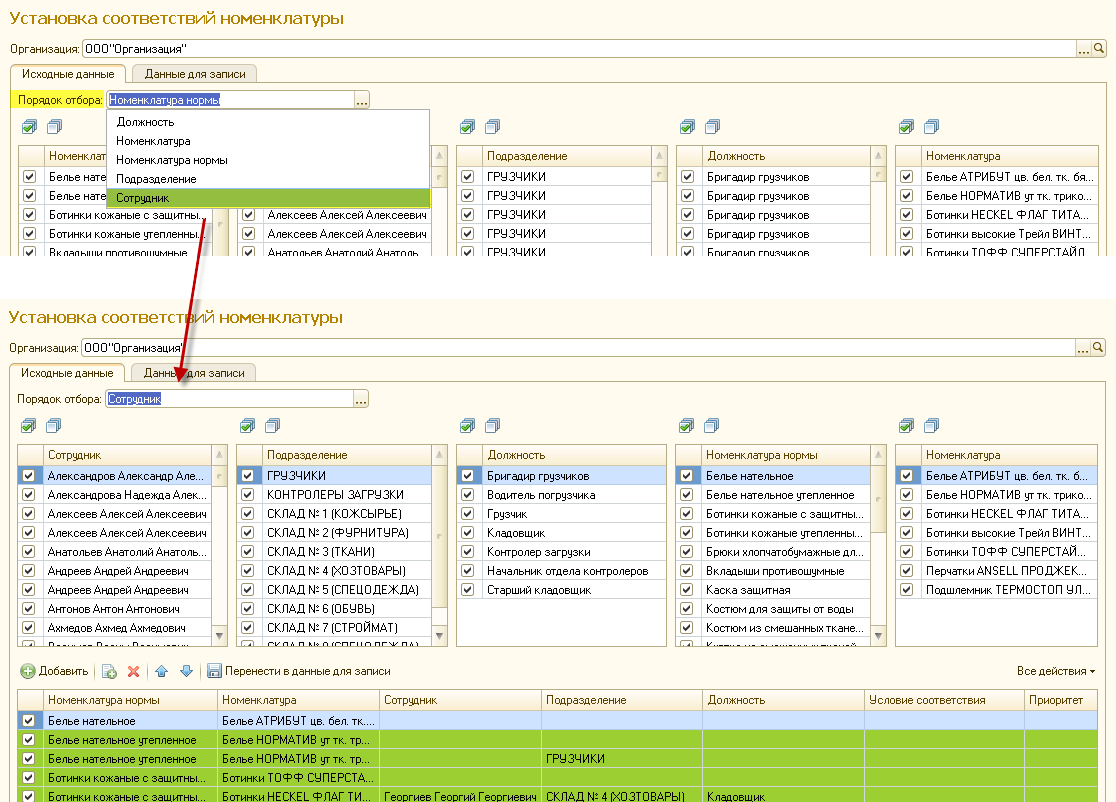 Установка соответствий номенклатуры
Организация: ООО"Организация" ...
Исходные данные Данные для записи
Порядок отбора: Номенклатура нормы ...
Должность
Номенклатура
Номенклатура нормы
Подразделение
Сотрудник
Номенклат Подразделение Должность Номенклатура
Белье нате ГРУЗЧИКИ Бригадир грузчиков Белье АТРИБУТ цв. бел. тк. бя...
Белье нате ГРУЗЧИКИ Бригадир грузчиков Белье НОРМАТИВ ут тк. трико...
Ботинки кожаные с защитны... Алексеев Алексей Алексеевич ГРУЗЧИКИ Бригадир грузчиков Ботинки HECKEL ФЛАГ ТИТА...
Ботинки кожаные утепленны... Алексеев Алексей Алексеевич ГРУЗЧИКИ Бригадир грузчиков Ботинки высокие Трейл ВИНТ...
Вкладыши противошумные Анатольев Анатолий Анатоль... ГРУЗЧИКИ Бригадир грузчиков Ботинки ТОФФ СУПЕРСТАЙЛ
Установка соответствий номенклатуры
Организация: ООО"Организация" ...
Исходные данные Данные для записи
Порядок отбора: Сотрудник ...
Сотрудник Подразделение Должность Номенклатура нормы Номенклатура
Александров Александр Але... ГРУЗЧИКИ Бригадир грузчиков Белье нательное Белье АТРИБУТ цв. бел. тк. б...
Александрова Надежда Алек... КОНТРОЛЕРЫ ЗАГРУЗКИ Водитель погрузчика Белье нательное утепленное Белье НОРМАТИВ ут тк. трико...
Алексеев Алексей Алексеевич СКЛАД № 1 (КОЖСЫРЬЕ) Грузчик Ботинки кожаные с защитны... Ботинки HECKEL ФЛАГ ТИТА...
Алексеев Алексей Алексеевич СКЛАД № 2 (ФУРНИТУРА) Кладовщик Ботинки кожаные утепленны... Ботинки высокие Трейл ВИНТ...
Анатольев Анатолий Анатоль... СКЛАД № 3 (ТКАНИ) Контролер загрузки Брюки хлопчатобумажные дл... Ботинки ТОФФ СУПЕРСТАЙ...
Андреев Андрей Андреевич СКЛАД № 4 (ХОЗТОВАРЫ) Начальник отдела контролеров Вкладыши противошумные Перчатки ANSELL ПРОДЖЕК...
Андреев Андрей Андреевич СКЛАД № 5 (СПЕЦОДЕЖДА) Старший кладовщик Каска защитная Подшлемник ТЕРМОСТОП УЛ...
Антонов Антон Антонович СКЛАД № 6 (ОБУВЬ) Костюм для защиты от воды
Ахмедов Ахмед Ахмедович СКЛАД № 7 (СТРОЙМАТ) Костюм из смешанных ткане...
Добавить Перенести в данные для записи Все действия
Номенклатура нормы Номенклатура Сотрудник Подразделение Должность Условие соответствия Приоритет
Белье нательное Белье АТРИБУТ цв. бел. тк....
Белье нательное утепленное Белье НОРМАТИВ ут тк. тр...
Белье нательное утепленное Белье НОРМАТИВ ут тк. тр... ГРУЗЧИКИ
Ботинки кожаные с защитны... Ботинки ТОФФ СУПЕРСТА...
Ботинки кожаные с защитны... Ботинки HECKEL ФЛАГ ТИ... Георгиев Георгий Георгиевич СКЛАД № 4 (ХОЗТОВАРЫ) Кладовщик